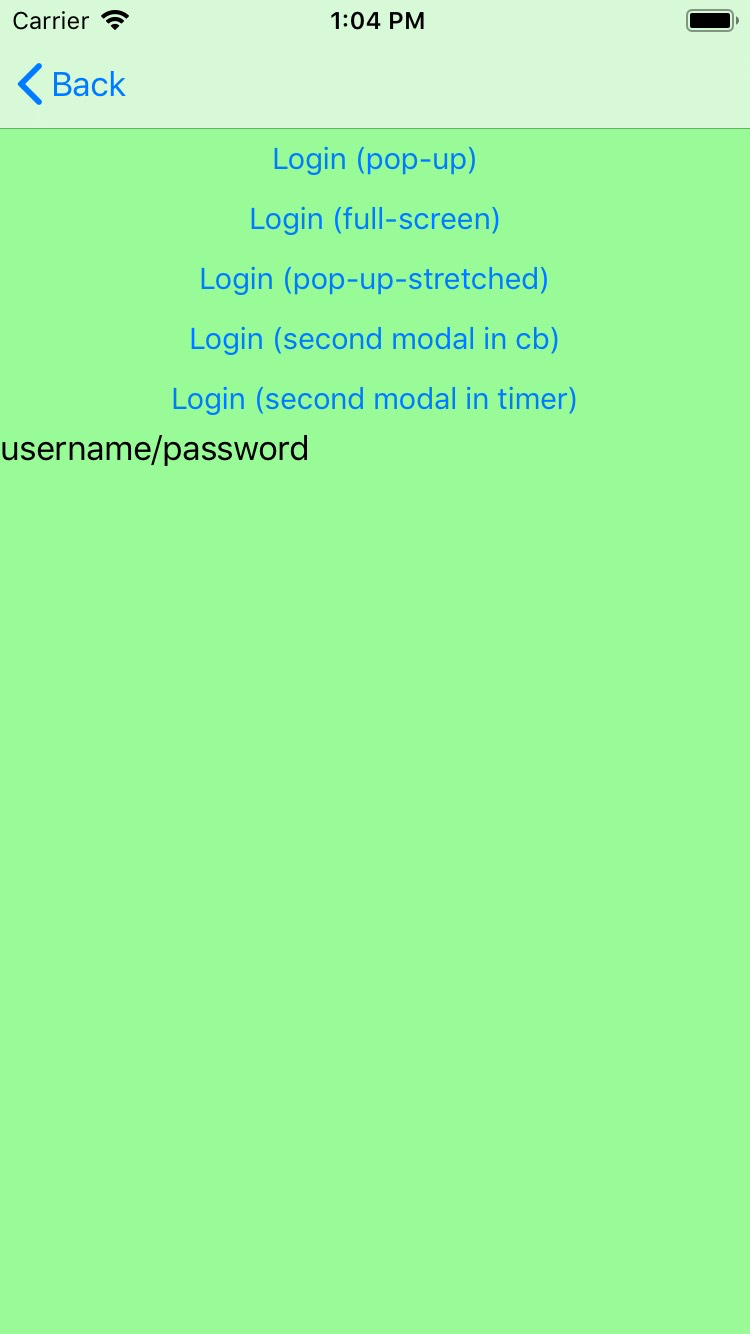 Carrier 1:04 PM
Back
Login (pop-up)
Login (full-screen)
Login (pop-up-stretched)
Login (second modal in cb)
Login (second modal in timer)
username/password